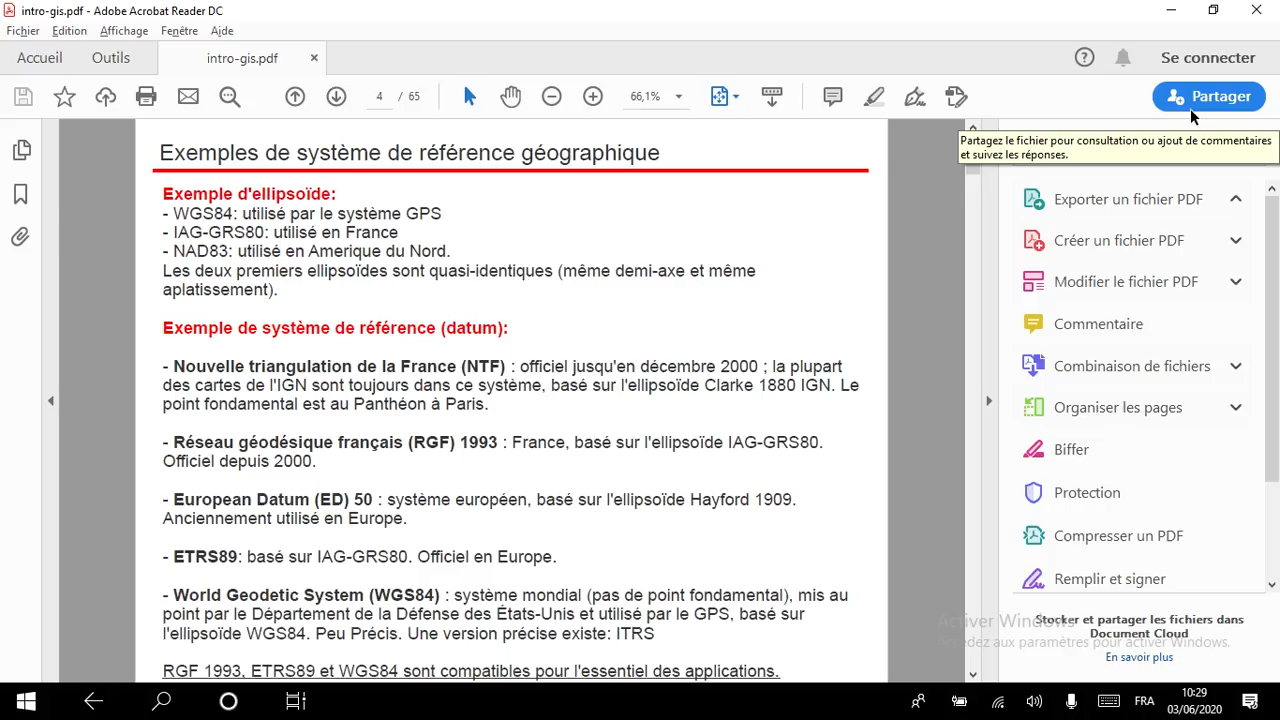 intro-gis.pdf - Adobe Acrobat Reader DC
Fichier Edition Affichage Fenêtre Aide
Accueil Outils intro-gis.pdf Se connecter
4 / 65 66,1% Partager
Partagez le fichier pour consultation ou ajout de commentaires
et suivez les réponses.
Exemples de système de référence géographique
Exemple d'ellipsoïde:
- WGS84: utilisé par le système GPS
- IAG-GRS80: utilisé en France
- NAD83: utilisé en Amerique du Nord.
Les deux premiers ellipsoïdes sont quasi-identiques (même demi-axe et même
aplatissement).
Exemple de système de référence (datum):
- Nouvelle triangulation de la France (NTF) : officiel jusqu'en décembre 2000 ; la plupart
des cartes de l'IGN sont toujours dans ce système, basé sur l'ellipsoïde Clarke 1880 IGN. Le
point fondamental est au Panthéon à Paris.
- Réseau géodésique français (RGF) 1993 : France, basé sur l'ellipsoïde IAG-GRS80.
Officiel depuis 2000.
- European Datum (ED) 50 : système européen, basé sur l'ellipsoïde Hayford 1909.
Anciennement utilisé en Europe.
- ETRS89: basé sur IAG-GRS80. Officiel en Europe.
- World Geodetic System (WGS84) : système mondial (pas de point fondamental), mis au
point par le Département de la Défense des États-Unis et utilisé par le GPS, basé sur
l'ellipsoïde WGS84. Peu Précis. Une version précise existe: ITRS
RGF 1993, ETRS89 et WGS84 sont compatibles pour l'essentiel des applications.
Exporter un fichier PDF
Créer un fichier PDF
Modifier le fichier PDF
Commentaire
Combinaison de fichiers
Organiser les pages
Biffer
Protection
Compresser un PDF
Remplir et signer
Stocker et partager les fichiers dans
Document Cloud
En savoir plus
Activer Windows
Accédez aux paramètres pour activer Windows.
FRA
10:29
03/06/2020